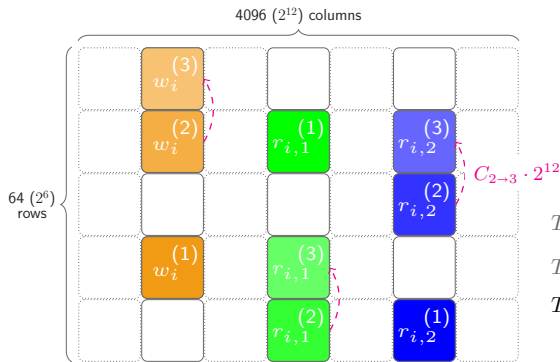 4096 (2^{12}) columns
w_i^{(3)}
w_i^{(2)} r_{i,1}^{(1)} r_{i,2}^{(3)}
C_{2→3} · 2^{12}
64 (2^6)
rows
r_{i,2}^{(2)}
T
w_i^{(1)} r_{i,1}^{(3)}
T
T
r_{i,1}^{(2)} r_{i,2}^{(1)}